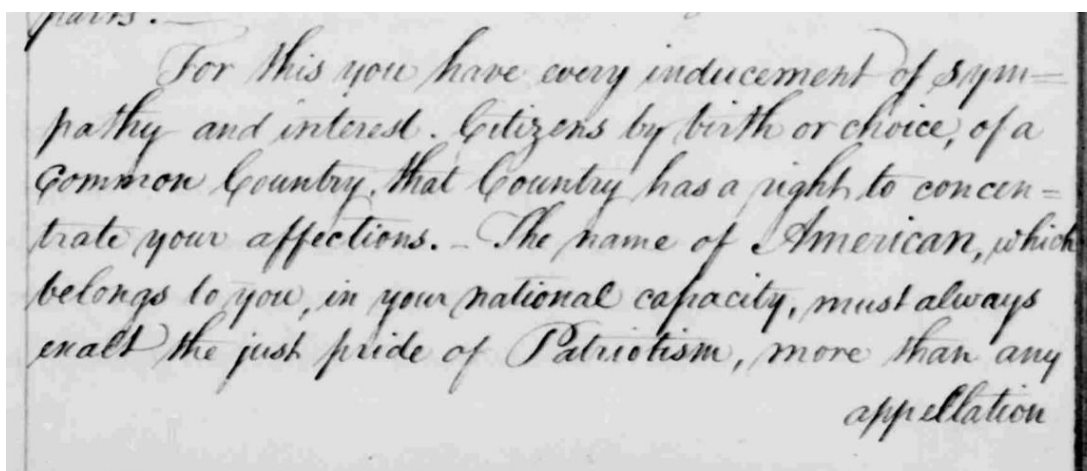 parts.—
For this you have every inducement of sym=
pathy and interest. Citizens by birth or choice, of a
Common Country, that Country has a right to concen=
trate your affections. – The name of American, which
belongs to you, in your national capacity, must always
exalt the just pride of Patriotism, more than any
appellation